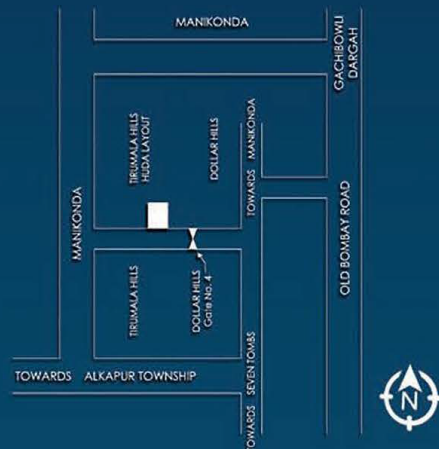 MANIKONDA
GACHIBOWLI
DARGAH
TIRUMALA HILLS
HUDA LAYOUT
DOLLAR HILLS
TOWARDS MANIKONDA
MANIKONDA
OLD BOMBAY ROAD
TIRUMALA HILLS
DOLLAR HILLS
Gate No. 4
TOWARDS ALKAPUR TOWNSHIP
TOWARDS SEVEN TOMBS
N